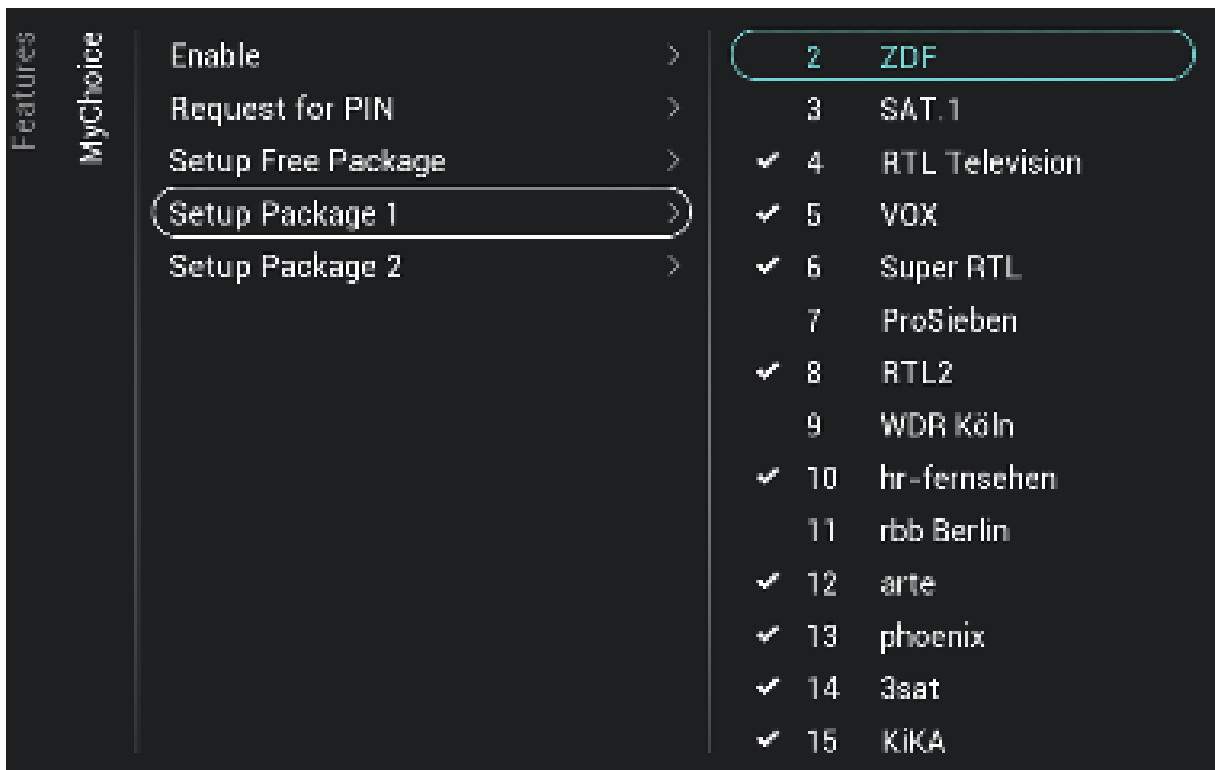 Features
MyChoice
Enable
Request for PIN
Setup Free Package
Setup Package 1
Setup Package 2
2 ZDF
3 SAT.1
4 RTL Television
5 VOX
6 Super RTL
7 ProSieben
8 RTL2
9 WDR Köln
10 hr-fernsehen
11 rbb Berlin
12 arte
13 phoenix
14 3sat
15 KiKA